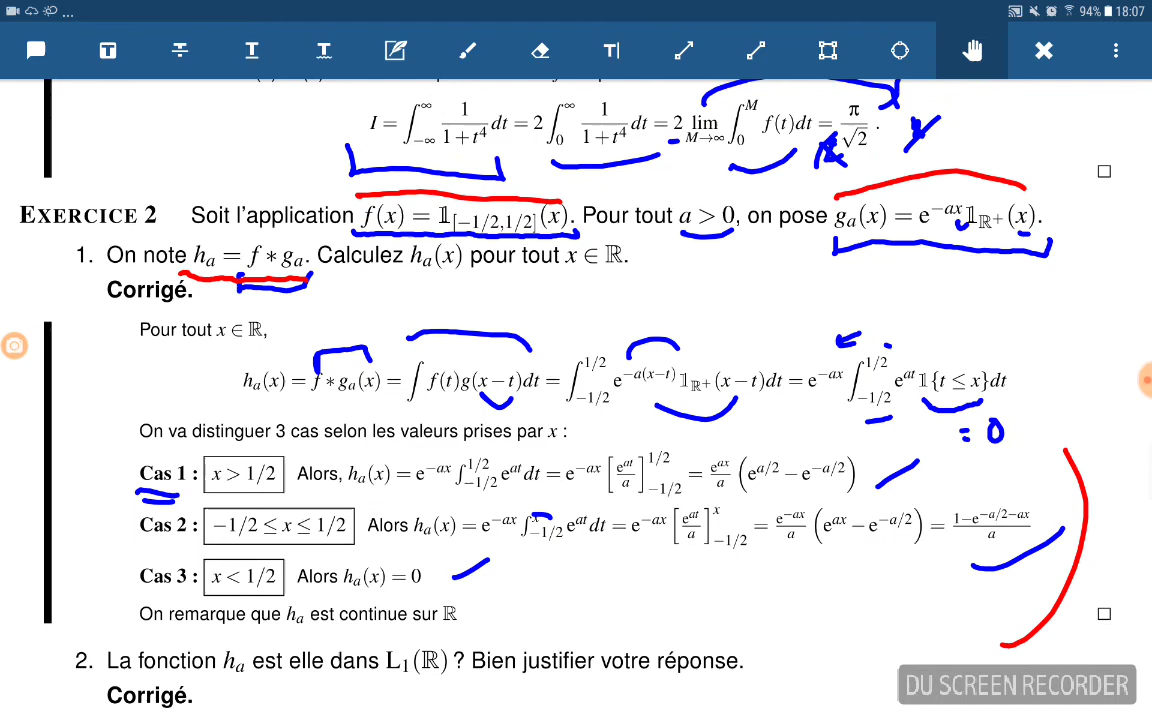 94% 18:07
I = ∫_{−∞}^{∞} 1/(1+t⁴) dt = 2 ∫_0^∞ 1/(1+t⁴) dt = 2 lim_{M→∞} ∫_0^M f(t)dt = π/√2 .
EXERCICE 2 Soit l'application f(x) = 𝟙_{[−1/2,1/2]}(x). Pour tout a > 0, on pose g_a(x) = e^{−ax}𝟙_{ℝ⁺}(x).
1. On note h_a = f ∗ g_a. Calculez h_a(x) pour tout x ∈ ℝ.
Corrigé.
Pour tout x ∈ ℝ,
h_a(x) = f ∗ g_a(x) = ∫ f(t)g(x−t)dt = ∫_{−1/2}^{1/2} e^{−a(x−t)}𝟙_{ℝ⁺}(x−t)dt = e^{−ax} ∫_{−1/2}^{1/2} e^{at}𝟙{t ≤ x}dt
= 0
On va distinguer 3 cas selon les valeurs prises par x :
Cas 1 : x > 1/2 Alors, h_a(x) = e^{−ax} ∫_{−1/2}^{1/2} e^{at}dt = e^{−ax} [e^{at}/a]_{−1/2}^{1/2} = e^{ax}/a (e^{a/2} − e^{−a/2})
Cas 2 : −1/2 ≤ x ≤ 1/2 Alors h_a(x) = e^{−ax} ∫_{−1/2}^{x} e^{at}dt = e^{−ax} [e^{at}/a]_{−1/2}^{x} = e^{−ax}/a (e^{ax} − e^{−a/2}) = (1−e^{−a/2−ax})/a
Cas 3 : x < 1/2 Alors h_a(x) = 0
On remarque que h_a est continue sur ℝ
2. La fonction h_a est elle dans L₁(ℝ) ? Bien justifier votre réponse.
Corrigé.
DU SCREEN RECORDER